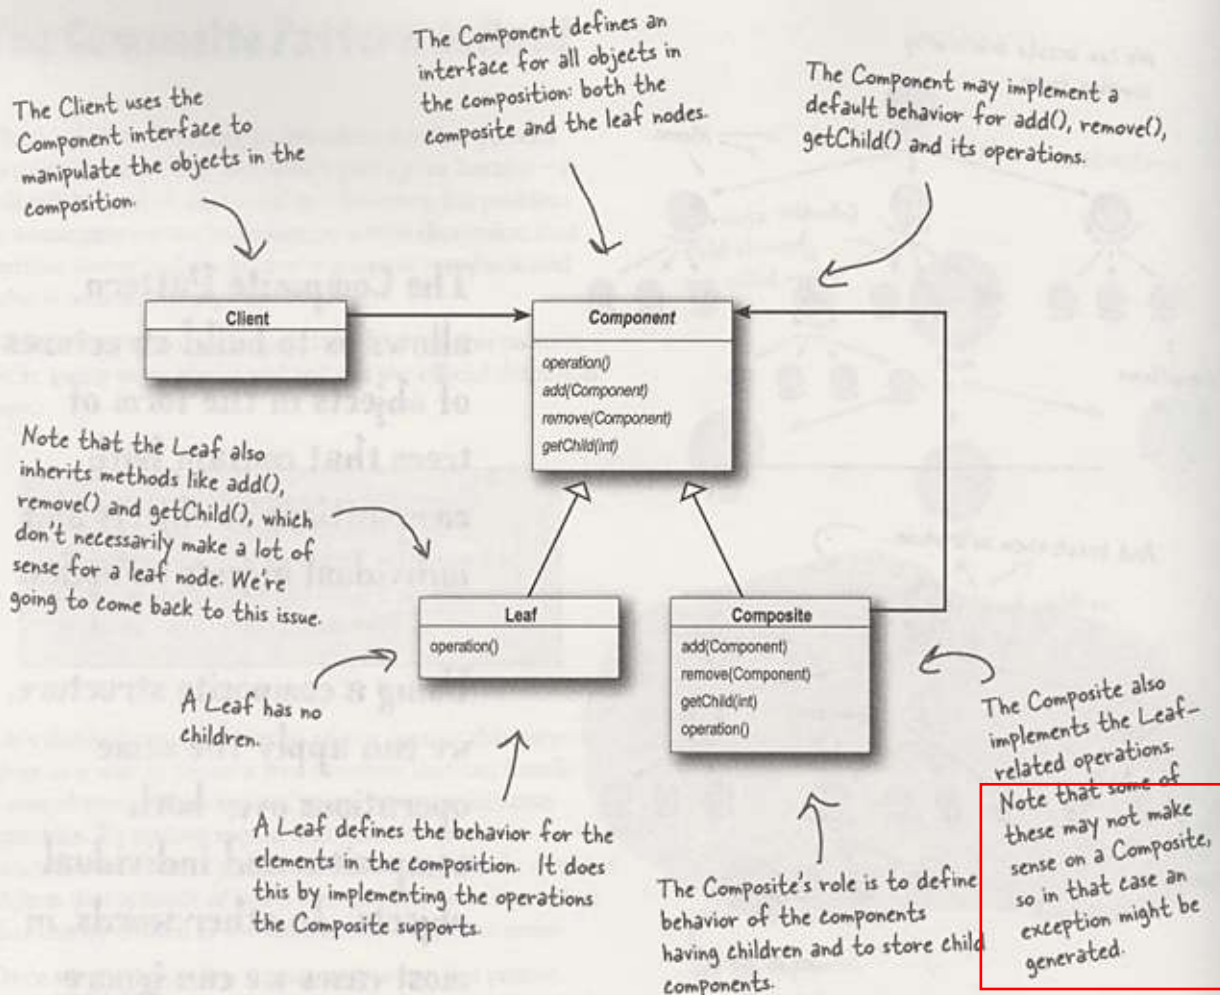 The Component defines an
interface for all objects in
the composition: both the
composite and the leaf nodes.
The Client uses the
Component interface to
manipulate the objects in the
composition.
The Component may implement a
default behavior for add(), remove(),
getChild() and its operations.
Client
Component
operation()
add(Component)
remove(Component)
getChild(int)
Note that the Leaf also
inherits methods like add(),
remove() and getChild(), which
don't necessarily make a lot of
sense for a leaf node. We're
going to come back to this issue.
Leaf
operation()
Composite
add(Component)
remove(Component)
getChild(int)
operation()
A Leaf has no
children.
A Leaf defines the behavior for the
elements in the composition. It does
this by implementing the operations
the Composite supports.
The Composite's role is to define
behavior of the components
having children and to store child
components.
The Composite also
implements the Leaf-
related operations.
Note that some of
these may not make
sense on a Composite,
so in that case an
exception might be
generated.